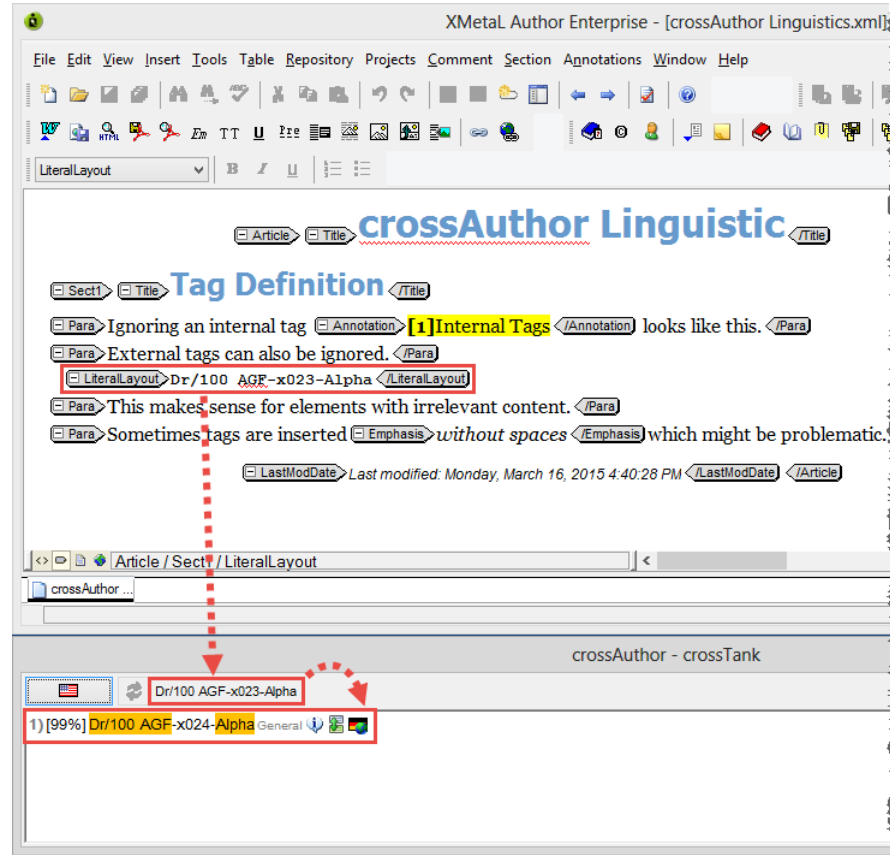 XMetaL Author Enterprise - [crossAuthor Linguistics.xml]
File Edit View Insert Tools Table Repository Projects Comment Section Annotations Window Help
HTML Em TT U Pre
LiteralLayout B I U
Article Title crossAuthor Linguistic /Title
Sect1 Title Tag Definition /Title
Para Ignoring an internal tag Annotation [1]Internal Tags /Annotation looks like this. /Para
Para External tags can also be ignored. /Para
LiteralLayout Dr/100 AGF-x023-Alpha /LiteralLayout
Para This makes sense for elements with irrelevant content. /Para
Para Sometimes tags are inserted Emphasis without spaces /Emphasis which might be problematic.
LastModDate Last modified: Monday, March 16, 2015 4:40:28 PM /LastModDate /Article
Article / Sect1 / LiteralLayout
crossAuthor ...
crossAuthor - crossTank
Dr/100 AGF-x023-Alpha
1) [99%] Dr/100 AGF-x024-Alpha General